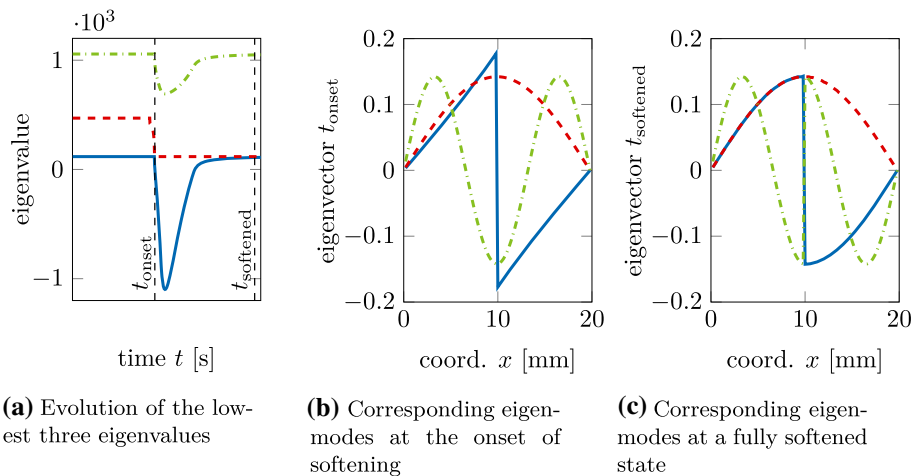 ·10³
1
0
−1
eigenvalue
t_onset
t_softened
time t [s]
(a) Evolution of the low-
est three eigenvalues
0.2
0.1
0
−0.1
−0.2
eigenvector t_onset
0 10 20
coord. x [mm]
(b) Corresponding eigen-
modes at the onset of
softening
0.2
0.1
0
−0.1
−0.2
eigenvector t_softened
0 10 20
coord. x [mm]
(c) Corresponding eigen-
modes at a fully softened
state